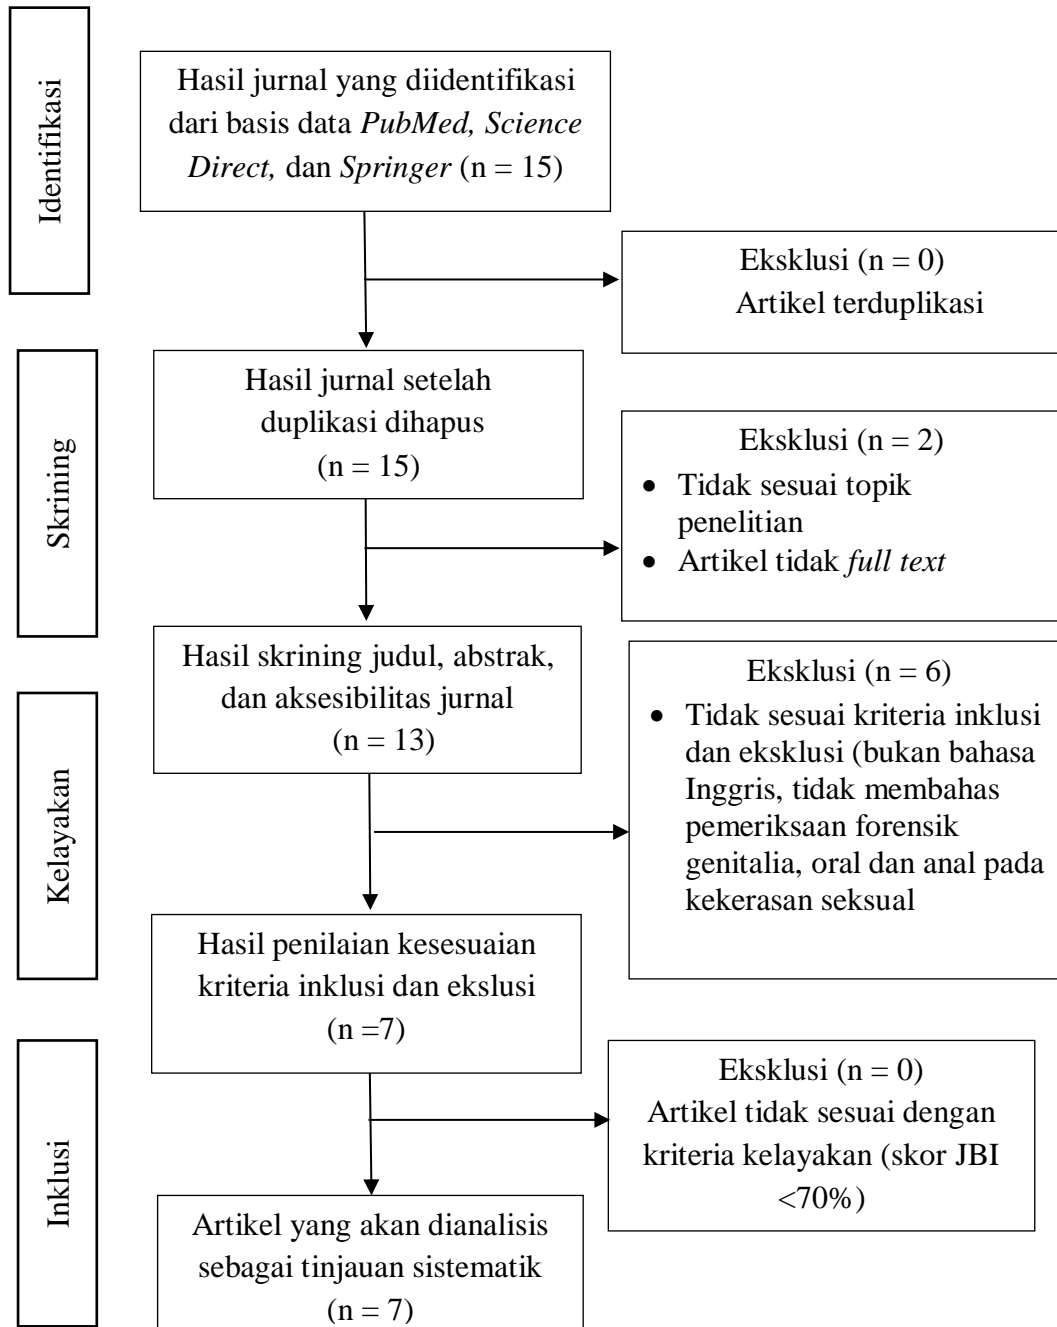 Identifikasi
Hasil jurnal yang diidentifikasi
dari basis data PubMed, Science
Direct, dan Springer (n = 15)
Eksklusi (n = 0)
Artikel terduplikasi
Skrining
Hasil jurnal setelah
duplikasi dihapus
(n = 15)
Eksklusi (n = 2)
• Tidak sesuai topik
penelitian
• Artikel tidak full text
Hasil skrining judul, abstrak,
dan aksesibilitas jurnal
(n = 13)
Kelayakan
Eksklusi (n = 6)
• Tidak sesuai kriteria inklusi
dan eksklusi (bukan bahasa
Inggris, tidak membahas
pemeriksaan forensik
genitalia, oral dan anal pada
kekerasan seksual
Hasil penilaian kesesuaian
kriteria inklusi dan ekslusi
(n =7)
Inklusi
Eksklusi (n = 0)
Artikel tidak sesuai dengan
kriteria kelayakan (skor JBI
<70%)
Artikel yang akan dianalisis
sebagai tinjauan sistematik
(n = 7)